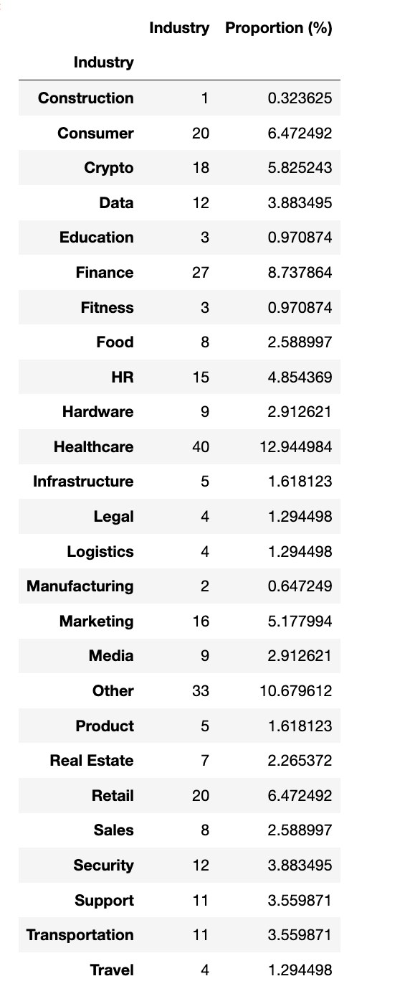 Industry Proportion (%)
Industry
Construction 1 0.323625
Consumer 20 6.472492
Crypto 18 5.825243
Data 12 3.883495
Education 3 0.970874
Finance 27 8.737864
Fitness 3 0.970874
Food 8 2.588997
HR 15 4.854369
Hardware 9 2.912621
Healthcare 40 12.944984
Infrastructure 5 1.618123
Legal 4 1.294498
Logistics 4 1.294498
Manufacturing 2 0.647249
Marketing 16 5.177994
Media 9 2.912621
Other 33 10.679612
Product 5 1.618123
Real Estate 7 2.265372
Retail 20 6.472492
Sales 8 2.588997
Security 12 3.883495
Support 11 3.559871
Transportation 11 3.559871
Travel 4 1.294498